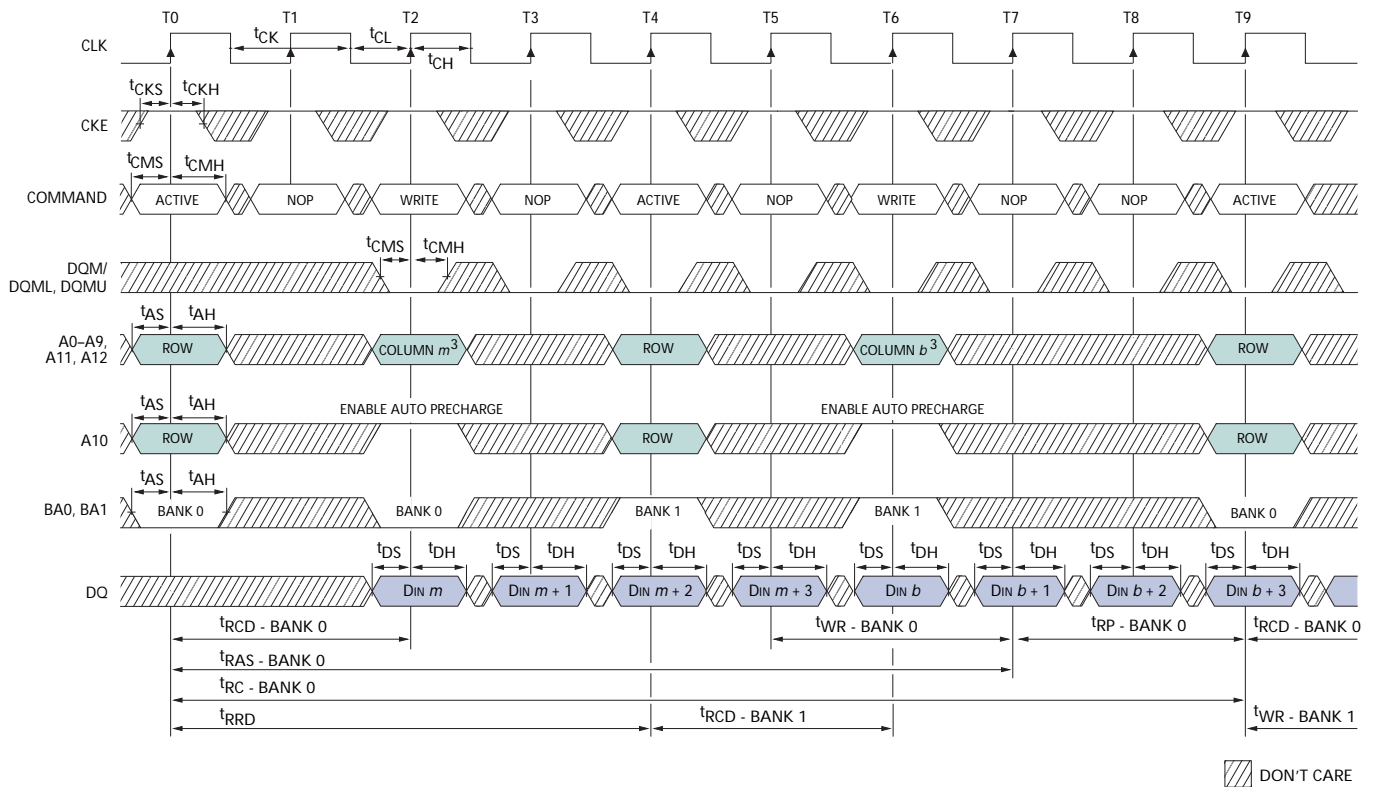 T0 T1 T2 T3 T4 T5 T6 T7 T8 T9
CLK
tCK tCL
tCH
tCKS tCKH
CKE
tCMS tCMH
COMMAND ACTIVE NOP WRITE NOP ACTIVE NOP WRITE NOP NOP ACTIVE
tCMS tCMH
DQM/
DQML, DQMU
tAS tAH
A0–A9,
A11, A12
ROW COLUMN m3 ROW COLUMN b3 ROW
tAS tAH
ENABLE AUTO PRECHARGE ENABLE AUTO PRECHARGE
A10 ROW ROW ROW
tAS tAH
BA0, BA1 BANK 0 BANK 0 BANK 1 BANK 1 BANK 0
tDS tDH tDS tDH tDS tDH tDS tDH tDS tDH tDS tDH tDS tDH tDS tDH
DQ DIN m DIN m + 1 DIN m + 2 DIN m + 3 DIN b DIN b + 1 DIN b + 2 DIN b + 3
tRCD - BANK 0 tWR - BANK 0 tRP - BANK 0 tRCD - BANK 0
tRAS - BANK 0
tRC - BANK 0
tRRD tRCD - BANK 1 tWR - BANK 1
DON'T CARE